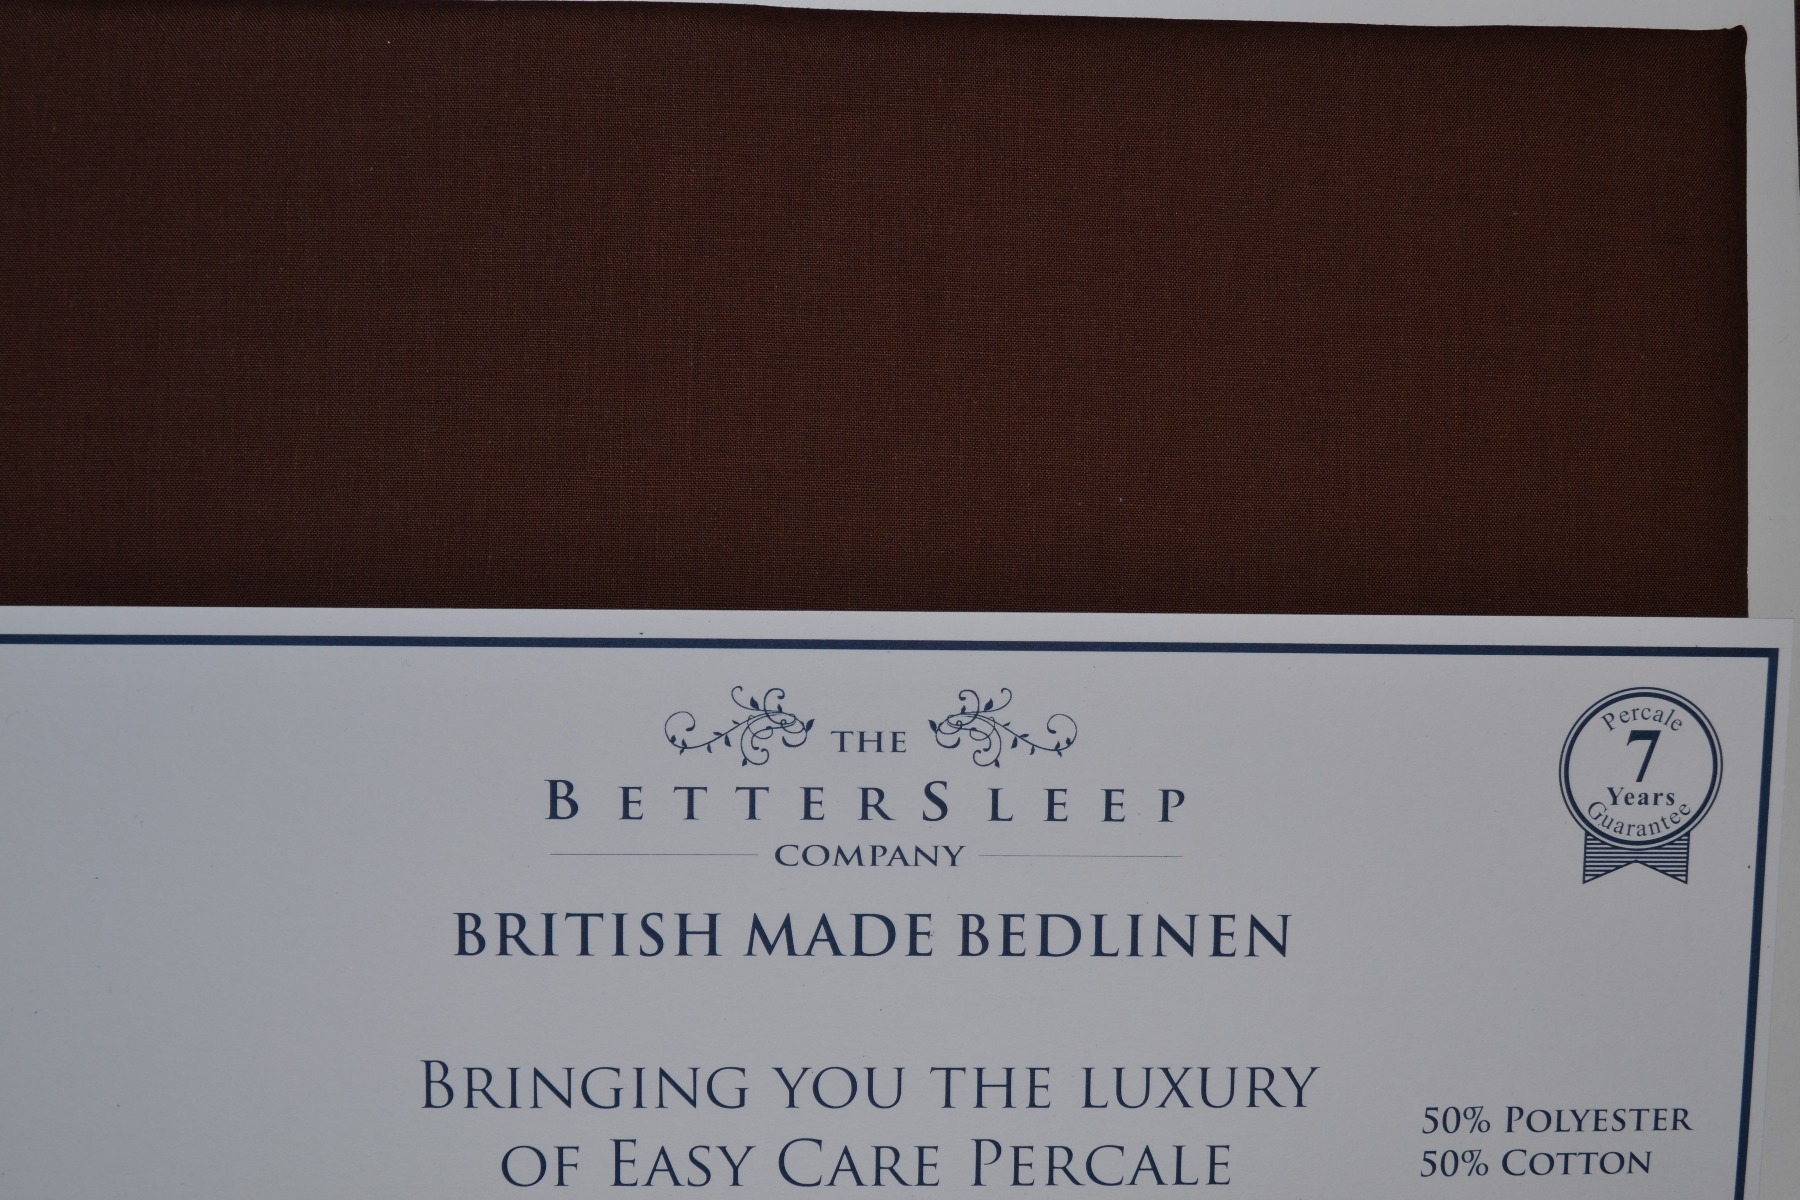 THE
BETTERSLEEP
COMPANY
Percale
7
Years
Guarantee
BRITISH MADE BEDLINEN
BRINGING YOU THE LUXURY
OF EASY CARE PERCALE
50% POLYESTER
50% COTTON